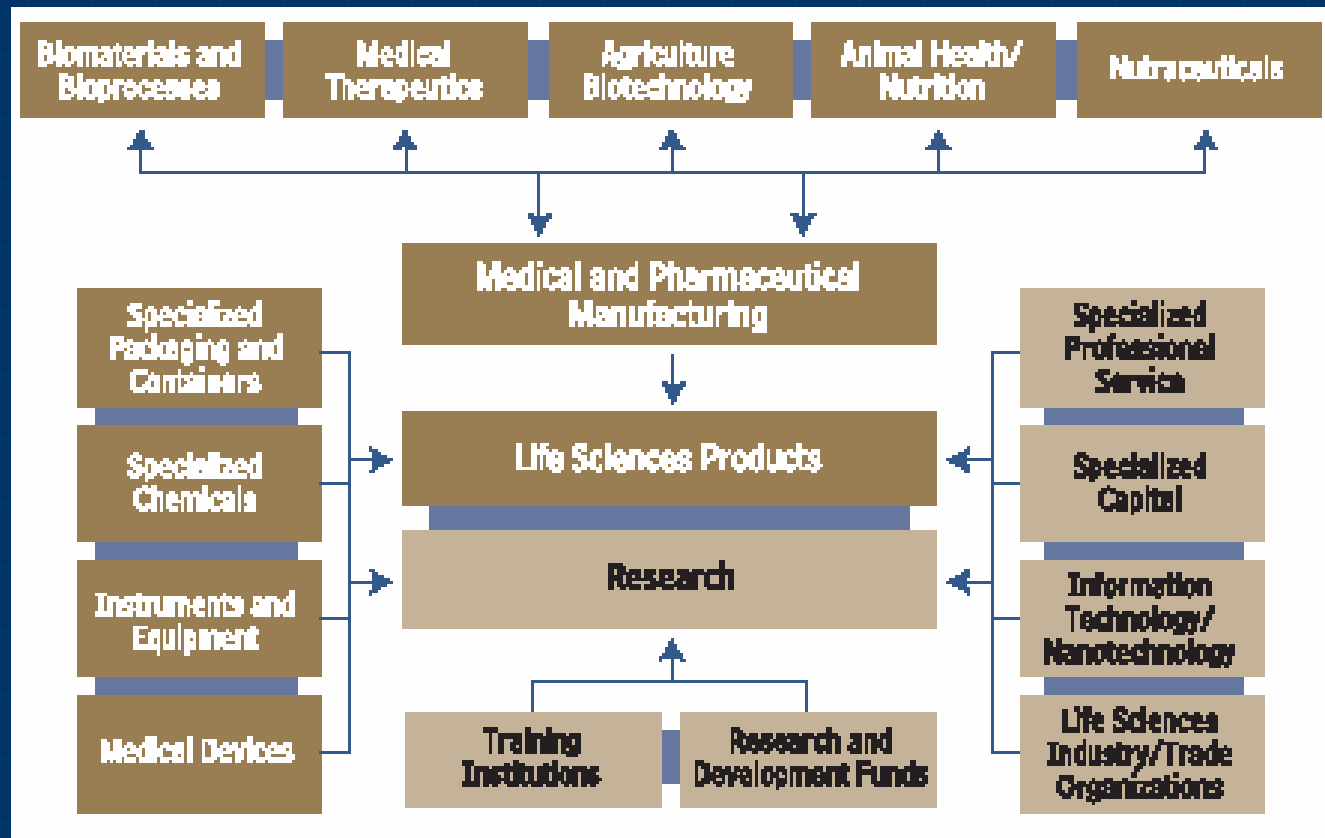 Biomaterials and
Bioprocesses
Medical
Therapeutics
Agriculture
Biotechnology
Animal Health/
Nutrition
Nutraceuticals
Medical and Pharmaceutical
Manufacturing
Specialized
Packaging and
Containers
Specialized
Chemicals
Instruments and
Equipment
Medical Devices
Life Sciences Products
Research
Training
Institutions
Research and
Development Funds
Specialized
Professional
Service
Specialized
Capital
Information
Technology/
Nanotechnology
Life Sciences
Industry/Trade
Organizations